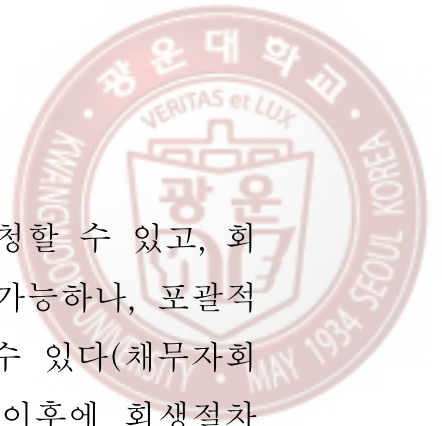 광운대학교
VERITAS et LUX
광운
KWANGWOON UNIVERSITY · MAY 1934 SEOUL KOREA
청할 수 있고, 회
가능하나, 포괄적
수 있다(채무자회
이후에 회생절차